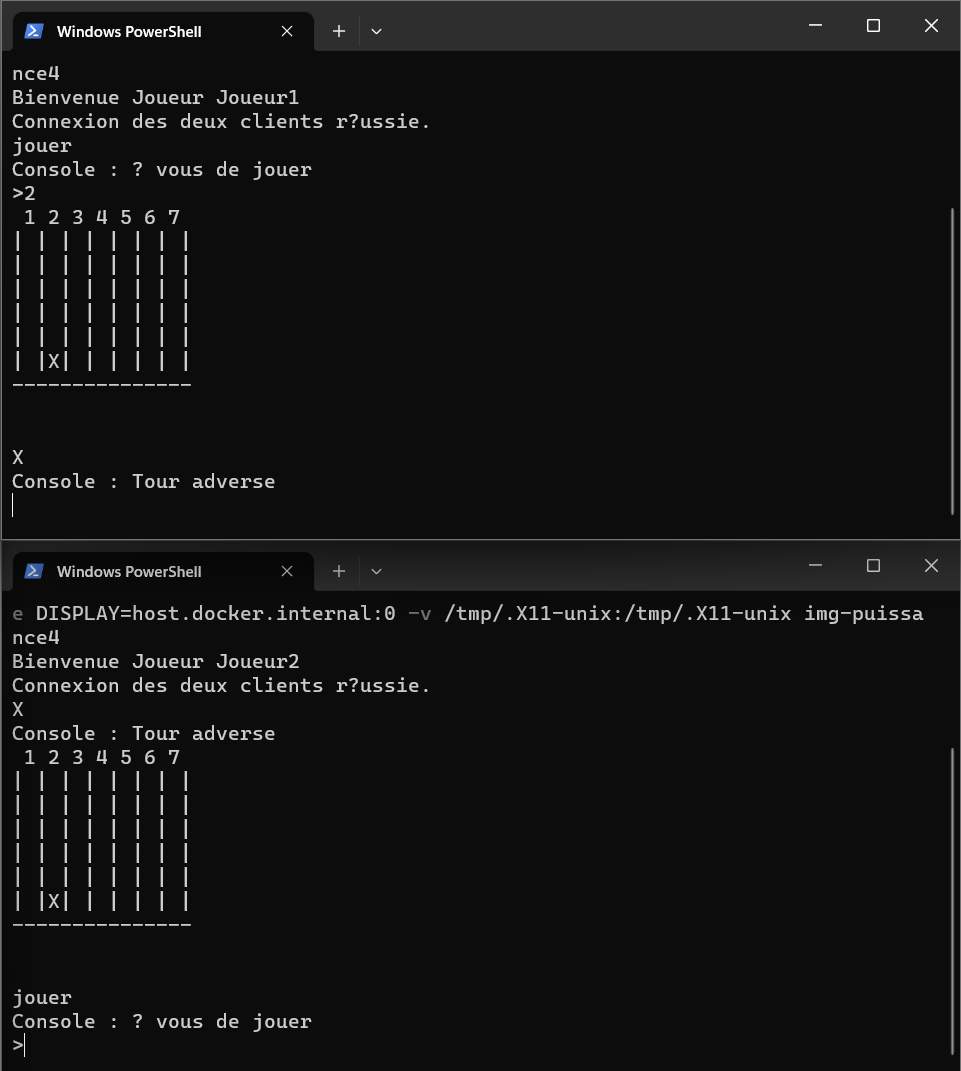 Windows PowerShell
nce4
Bienvenue Joueur Joueur1
Connexion des deux clients r?ussie.
jouer
Console : ? vous de jouer
>2
 1 2 3 4 5 6 7
| | | | | | | |
| | | | | | | |
| | | | | | | |
| | | | | | | |
| | | | | | | |
| |X| | | | | |
---------------
X
Console : Tour adverse
Windows PowerShell
e DISPLAY=host.docker.internal:0 -v /tmp/.X11-unix:/tmp/.X11-unix img-puissa
nce4
Bienvenue Joueur Joueur2
Connexion des deux clients r?ussie.
X
Console : Tour adverse
 1 2 3 4 5 6 7
| | | | | | | |
| | | | | | | |
| | | | | | | |
| | | | | | | |
| | | | | | | |
| |X| | | | | |
---------------
jouer
Console : ? vous de jouer
>